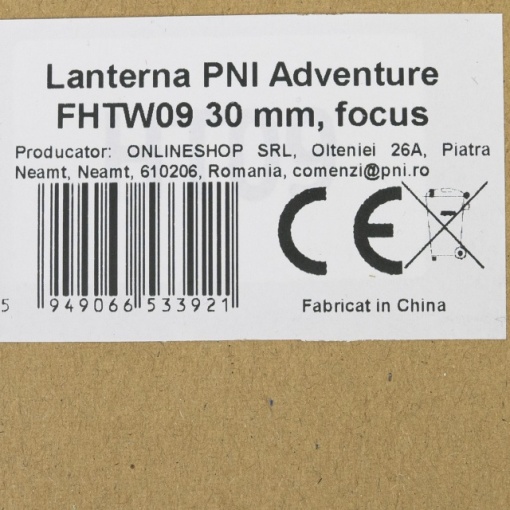 Lanterna PNI Adventure
FHTW09 30 mm, focus
Producator: ONLINESHOP SRL, Olteniei 26A, Piatra
Neamt, Neamt, 610206, Romania, comenzi@pni.ro
CE
5 949066 533921
Fabricat in China